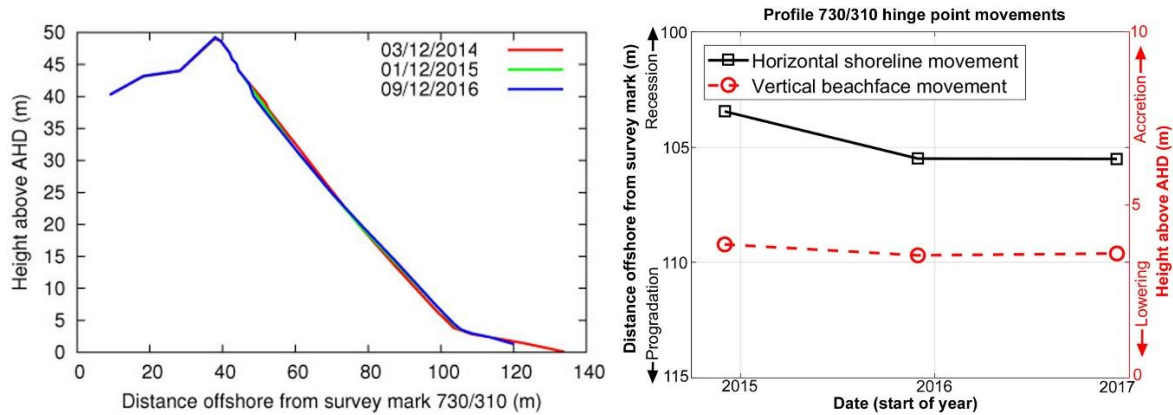 50
45
40
35
30
25
20
15
10
5
0
Height above AHD (m)
03/12/2014
01/12/2015
09/12/2016
0 20 40 60 80 100 120 140
Distance offshore from survey mark 730/310 (m)
Profile 730/310 hinge point movements
100
105
110
115
Distance offshore from survey mark (m)
Recession
Progradation
Horizontal shoreline movement
Vertical beachface movement
10
5
0
Accretion
Lowering
Height above AHD (m)
2015 2016 2017
Date (start of year)